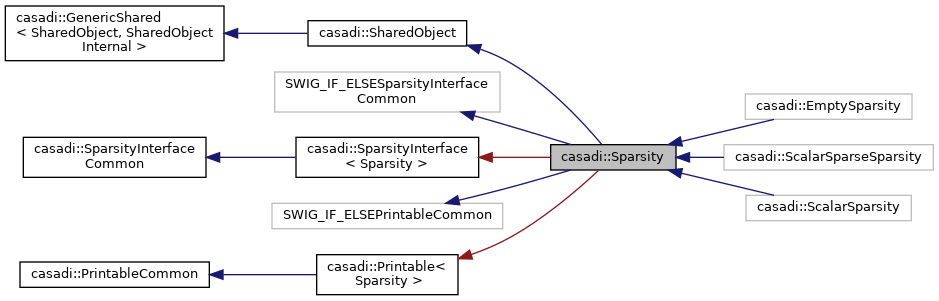 casadi::GenericShared
< SharedObject, SharedObject
Internal >
casadi::SharedObject
SWIG_IF_ELSESparsityInterface
Common
casadi::EmptySparsity
casadi::SparsityInterface
Common
casadi::SparsityInterface
< Sparsity >
casadi::Sparsity
casadi::ScalarSparseSparsity
SWIG_IF_ELSEPrintableCommon
casadi::ScalarSparsity
casadi::PrintableCommon
casadi::Printable<
Sparsity >